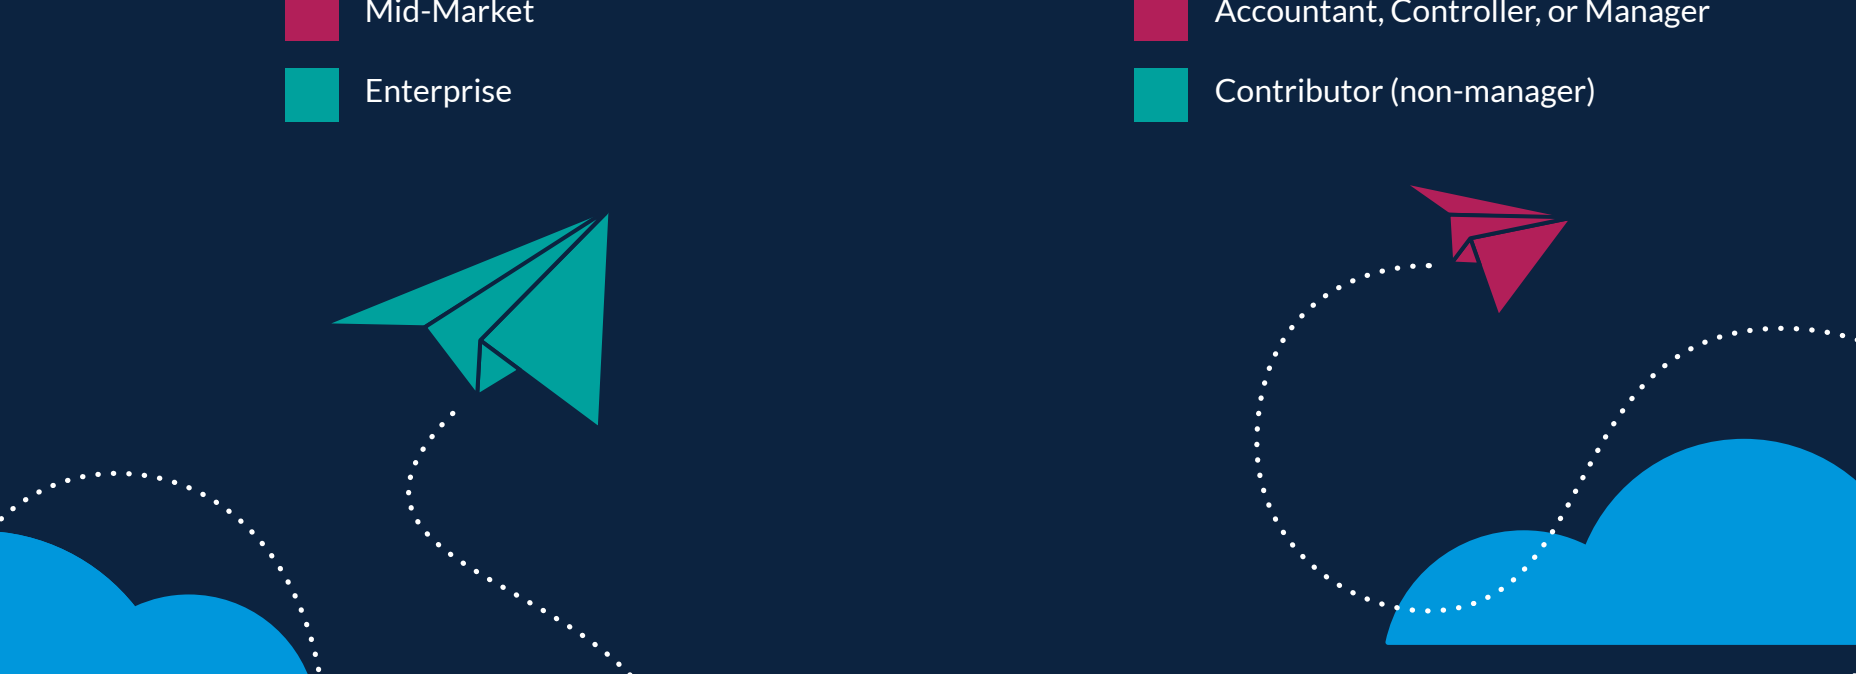 Mid-Market
Enterprise
Accountant, Controller, or Manager
Contributor (non-manager)